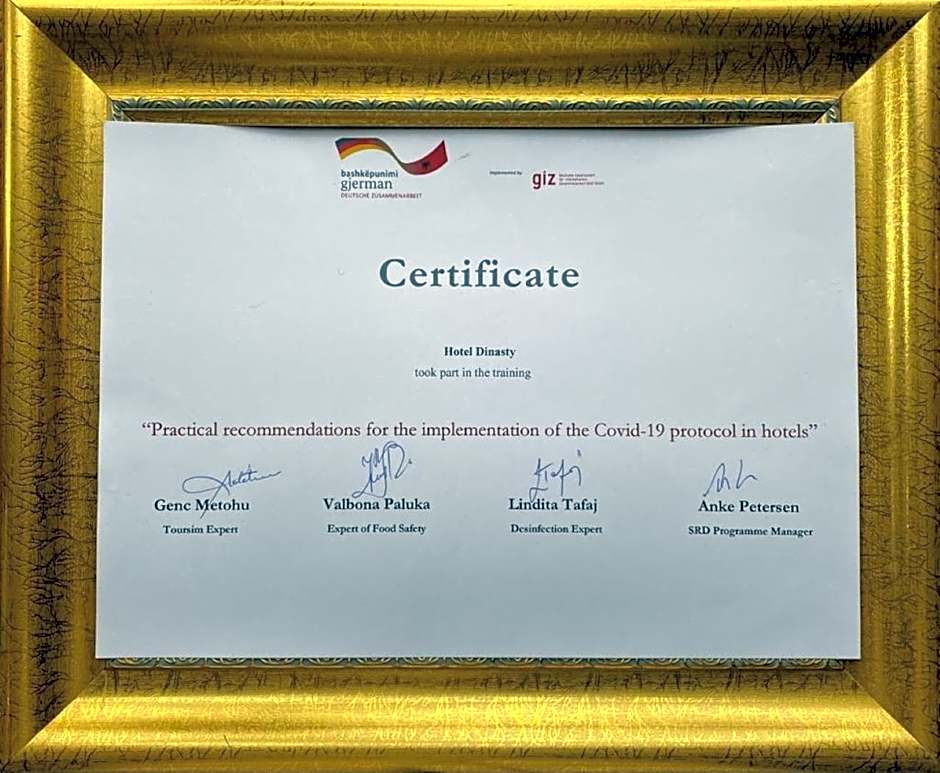 bashkëpunimi
gjerman
DEUTSCHE ZUSAMMENARBEIT
Implemented by
giz
Certificate
Hotel Dinasty
took part in the training
“Practical recommendations for the implementation of the Covid-19 protocol in hotels”
Genc Metohu
Valbona Paluka
Lindita Tafaj
Anke Petersen
Toursim Expert
Expert of Food Safety
Desinfection Expert
SRD Programme Manager